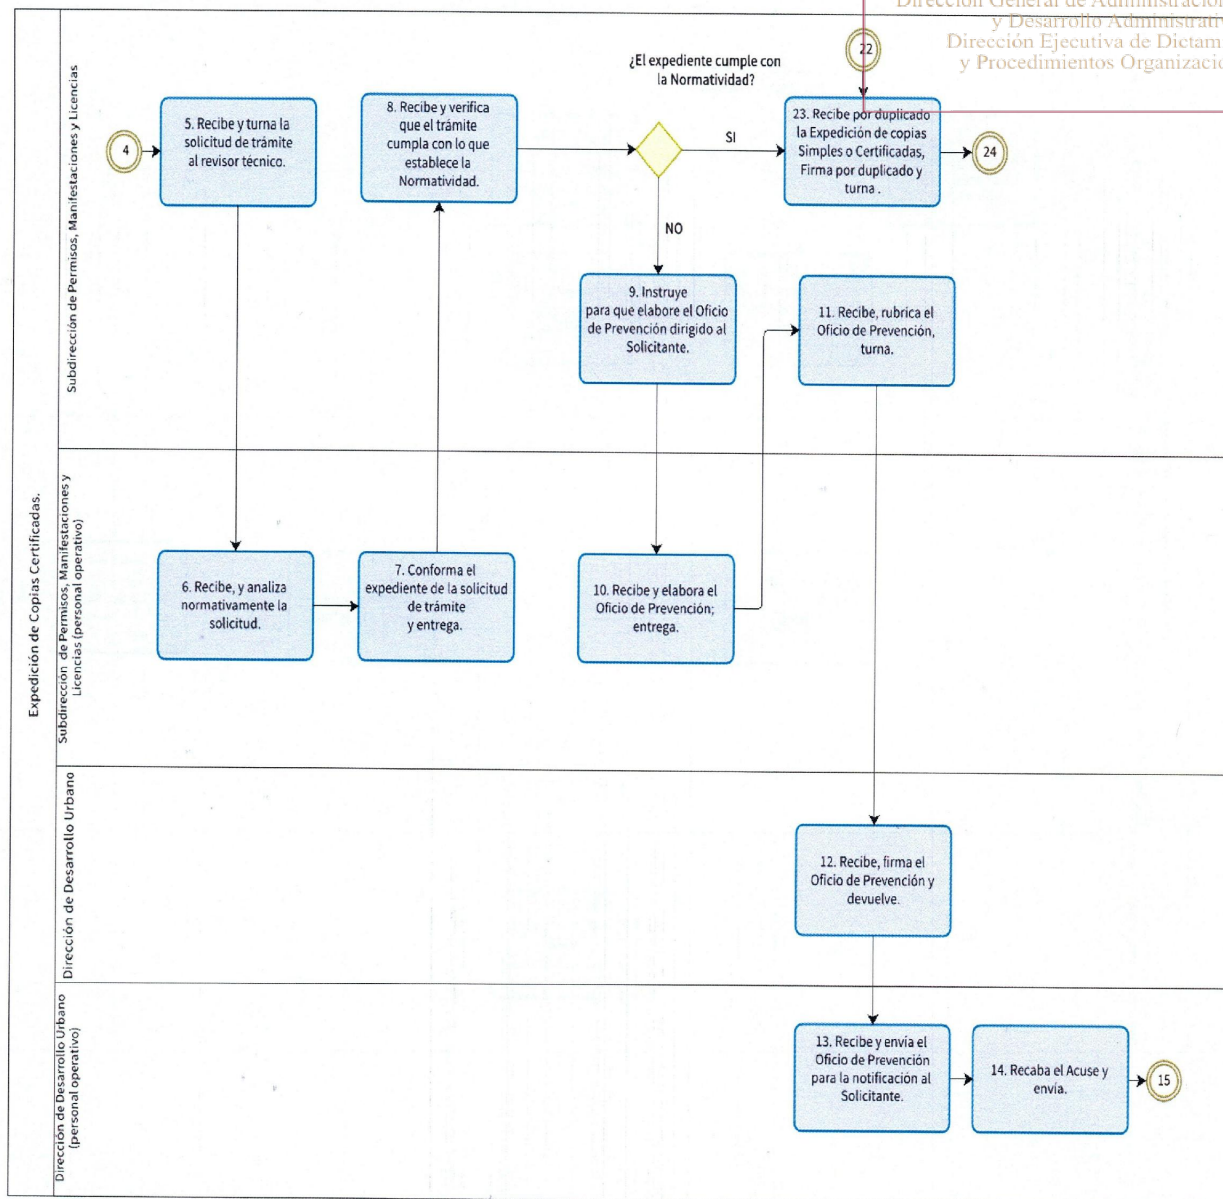 Dirección General de Administración
y Desarrollo Administrativ
Dirección Ejecutiva de Dictam
y Procedimientos Organizacio
Expedición de Copias Certificadas.
Subdirección de Permisos, Manifestaciones y Licencias
4
5. Recibe y turna la
solicitud de trámite
al revisor técnico.
8. Recibe y verifica
que el trámite
cumpla con lo que
establece la
Normatividad.
¿El expediente cumple con
la Normatividad?
SI
NO
22
23. Recibe por duplicado
la Expedición de copias
Simples o Certificadas,
Firma por duplicado y
turna .
24
9. Instruye
para que elabore el Oficio
de Prevención dirigido al
Solicitante.
11. Recibe, rubrica el
Oficio de Prevención,
turna.
Subdirección de Permisos, Manifestaciones y
Licencias (personal operativo)
6. Recibe, y analiza
normativamente la
solicitud.
7. Conforma el
expediente de la solicitud
de trámite
y entrega.
10. Recibe y elabora el
Oficio de Prevención;
entrega.
Dirección de Desarrollo Urbano
12. Recibe, firma el
Oficio de Prevención y
devuelve.
Dirección de Desarrollo Urbano
(personal operativo)
13. Recibe y envía el
Oficio de Prevención
para la notificación al
Solicitante.
14. Recaba el Acuse y
envía.
15